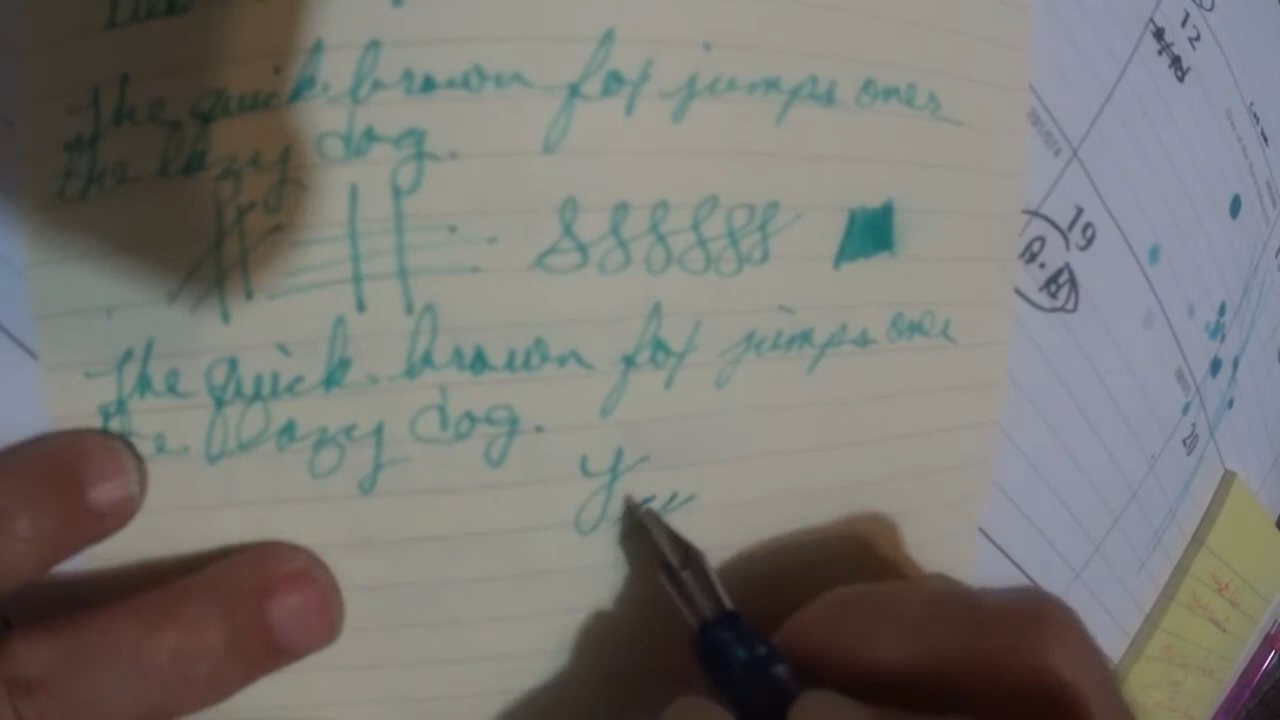 The quick brown fox jumps over
the lazy dog.
ssssss
The quick brown fox jumps over
the lazy dog.
Y
12
19
20